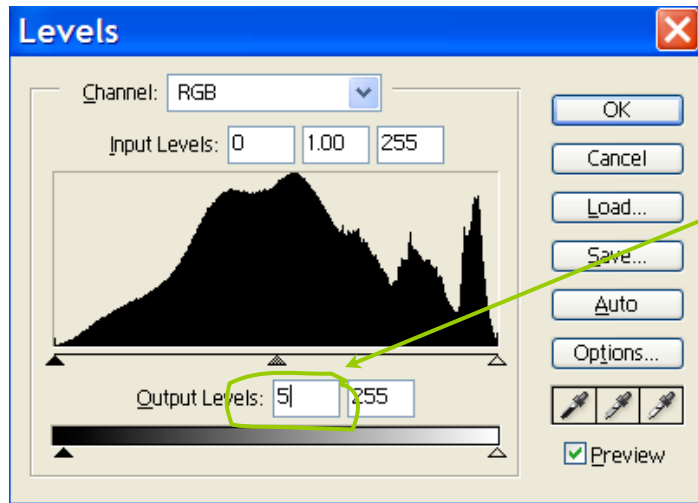 Levels
Channel: RGB
Input Levels: 0 1.00 255
Output Levels: 5 255
OK
Cancel
Load...
Save...
Auto
Options...
Preview